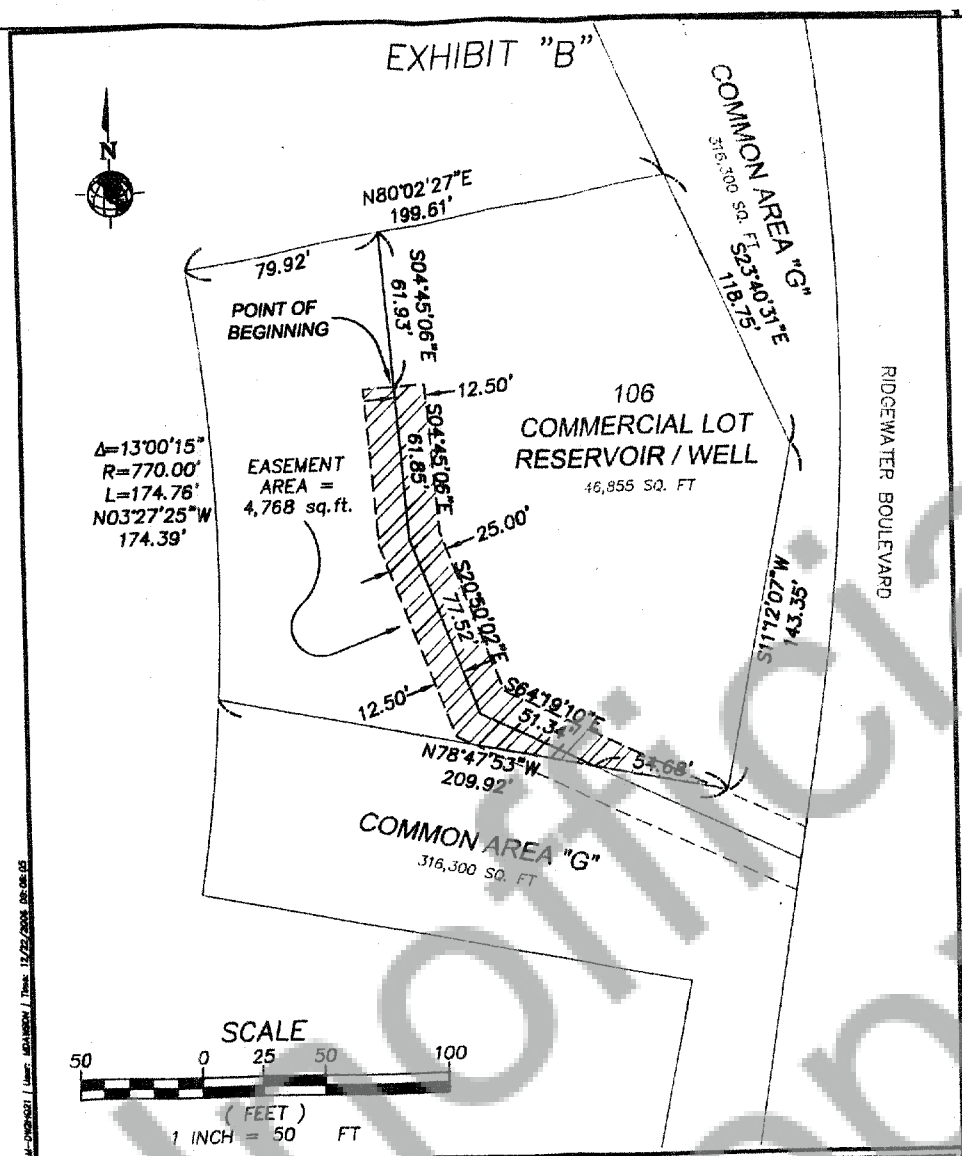 EXHIBIT "B"
N
N80°02'27"E
199.61'
79.92'
COMMON AREA "G"
316,300 SQ. FT
S23°40'31"E
118.75'
S04°45'06"E
61.93'
POINT OF
BEGINNING
12.50'
106
COMMERCIAL LOT
RESERVOIR / WELL
46,855 SQ. FT
RIDGEWATER BOULEVARD
Δ=13°00'15"
R=770.00'
L=174.76'
N03°27'25"W
174.39'
EASEMENT
AREA =
4,768 sq.ft.
S04°45'06"E
61.85'
25.00'
S20°50'02"E
77.52'
S11°12'07"W
143.35'
12.50'
S64°19'10"E
51.34'
54.68'
N78°47'53"W
209.92'
COMMON AREA "G"
316,300 SQ. FT
SCALE
50 0 25 50 100
( FEET )
1 INCH = 50 FT
Time: 12/22/2006